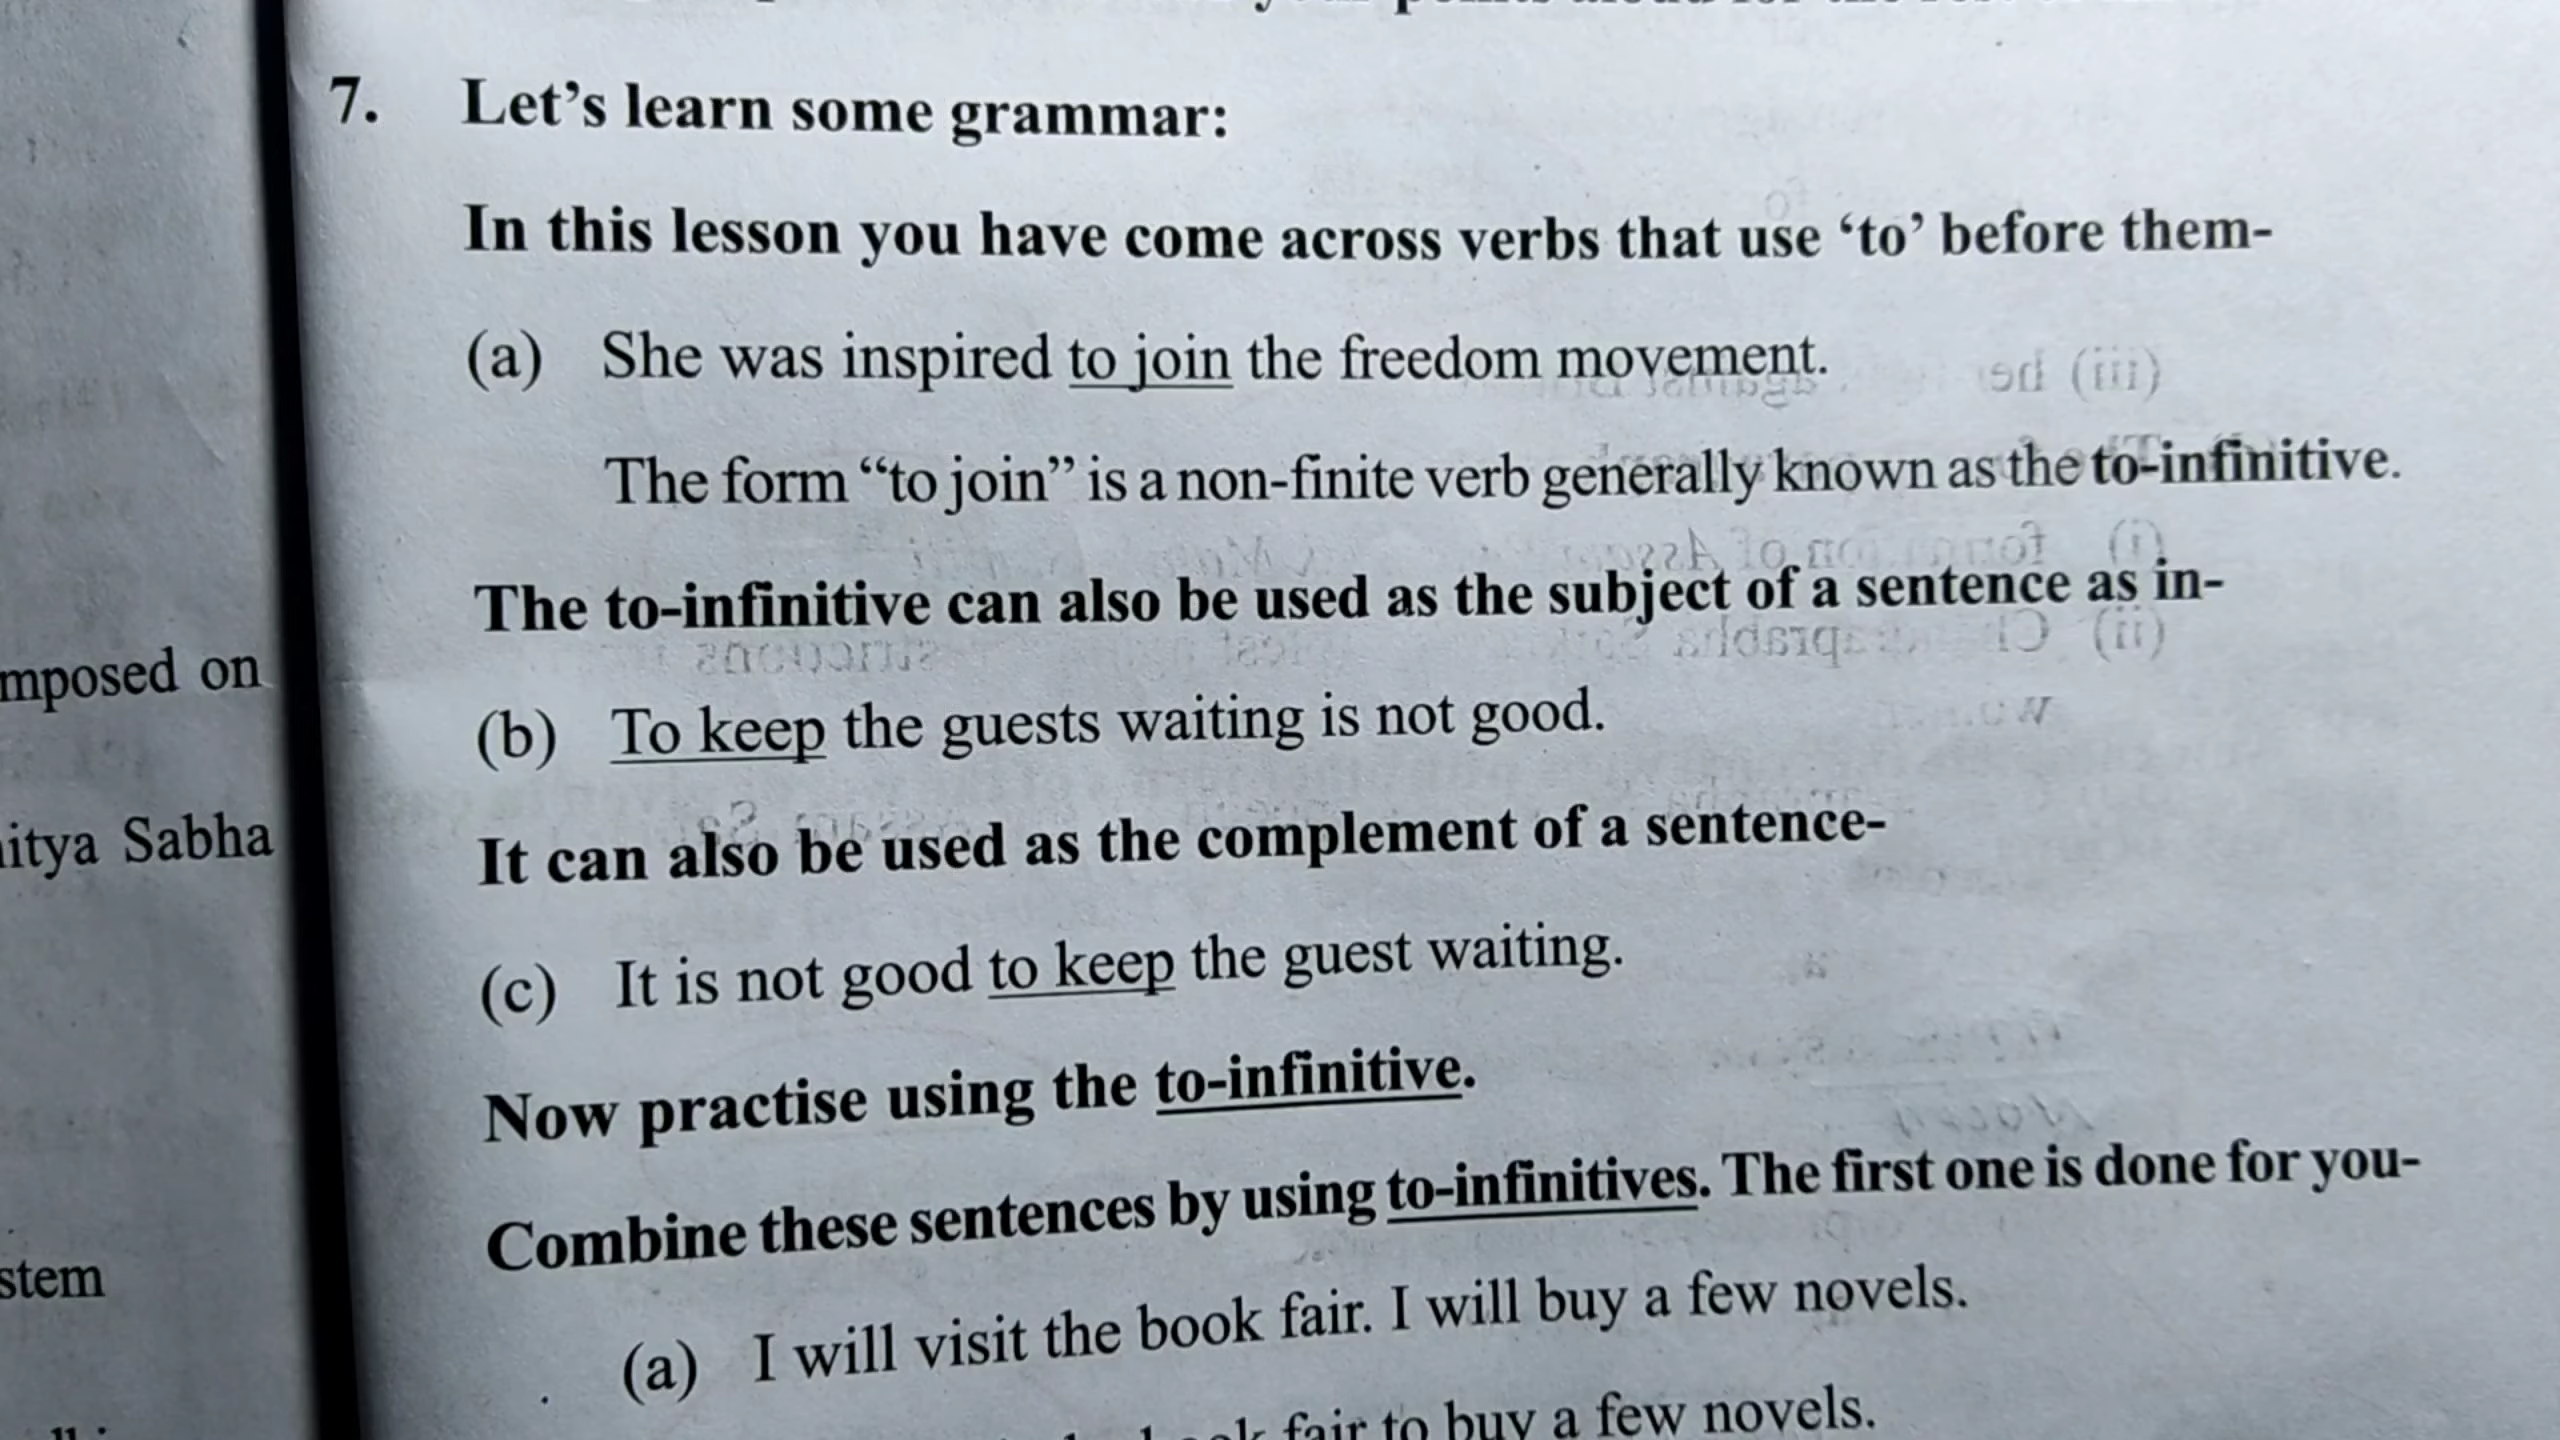 7. Let's learn some grammar:
In this lesson you have come across verbs that use ‘to’ before them-
(a) She was inspired to join the freedom movement.
The form “to join” is a non-finite verb generally known as the to-infinitive.
The to-infinitive can also be used as the subject of a sentence as in-
(b) To keep the guests waiting is not good.
It can also be used as the complement of a sentence-
(c) It is not good to keep the guest waiting.
Now practise using the to-infinitive.
Combine these sentences by using to-infinitives. The first one is done for you-
(a) I will visit the book fair. I will buy a few novels.
fair to buy a few novels.
mposed on
itya Sabha
stem